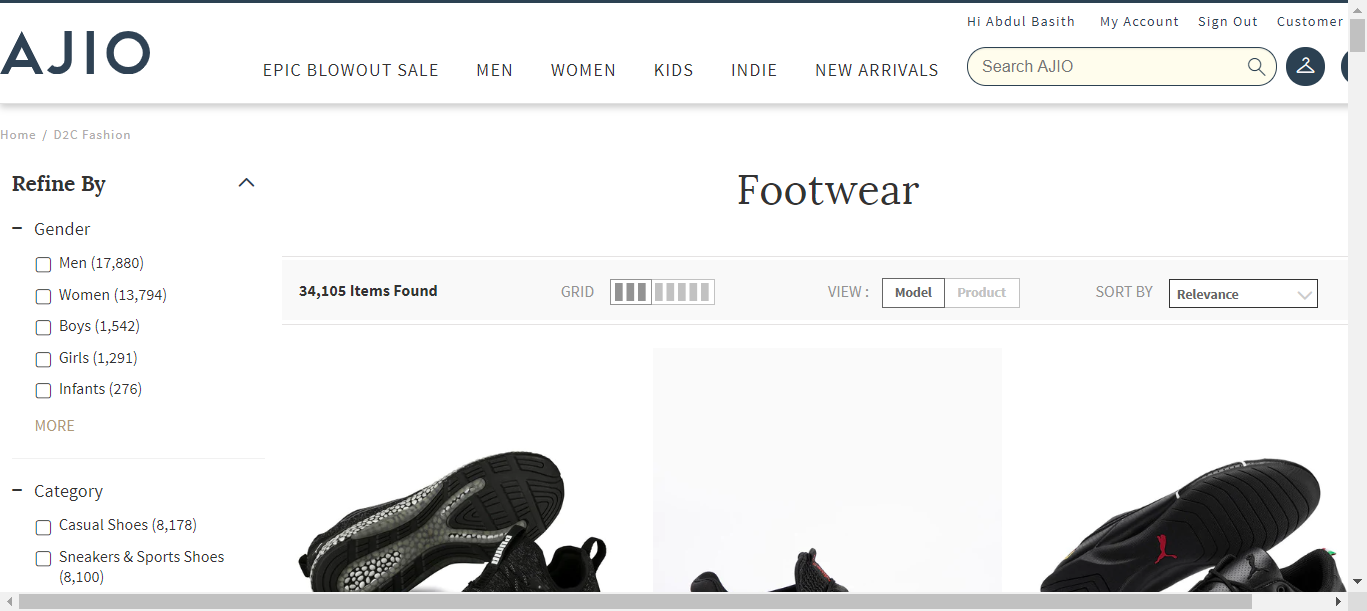 Hi Abdul Basith My Account Sign Out Customer
AJIO
EPIC BLOWOUT SALE MEN WOMEN KIDS INDIE NEW ARRIVALS Search AJIO
Home / D2C Fashion
Refine By
Footwear
Gender
Men (17,880)
Women (13,794)
Boys (1,542)
Girls (1,291)
Infants (276)
MORE
34,105 Items Found GRID VIEW : Model Product SORT BY Relevance
Category
Casual Shoes (8,178)
Sneakers & Sports Shoes
(8,100)
PUMA